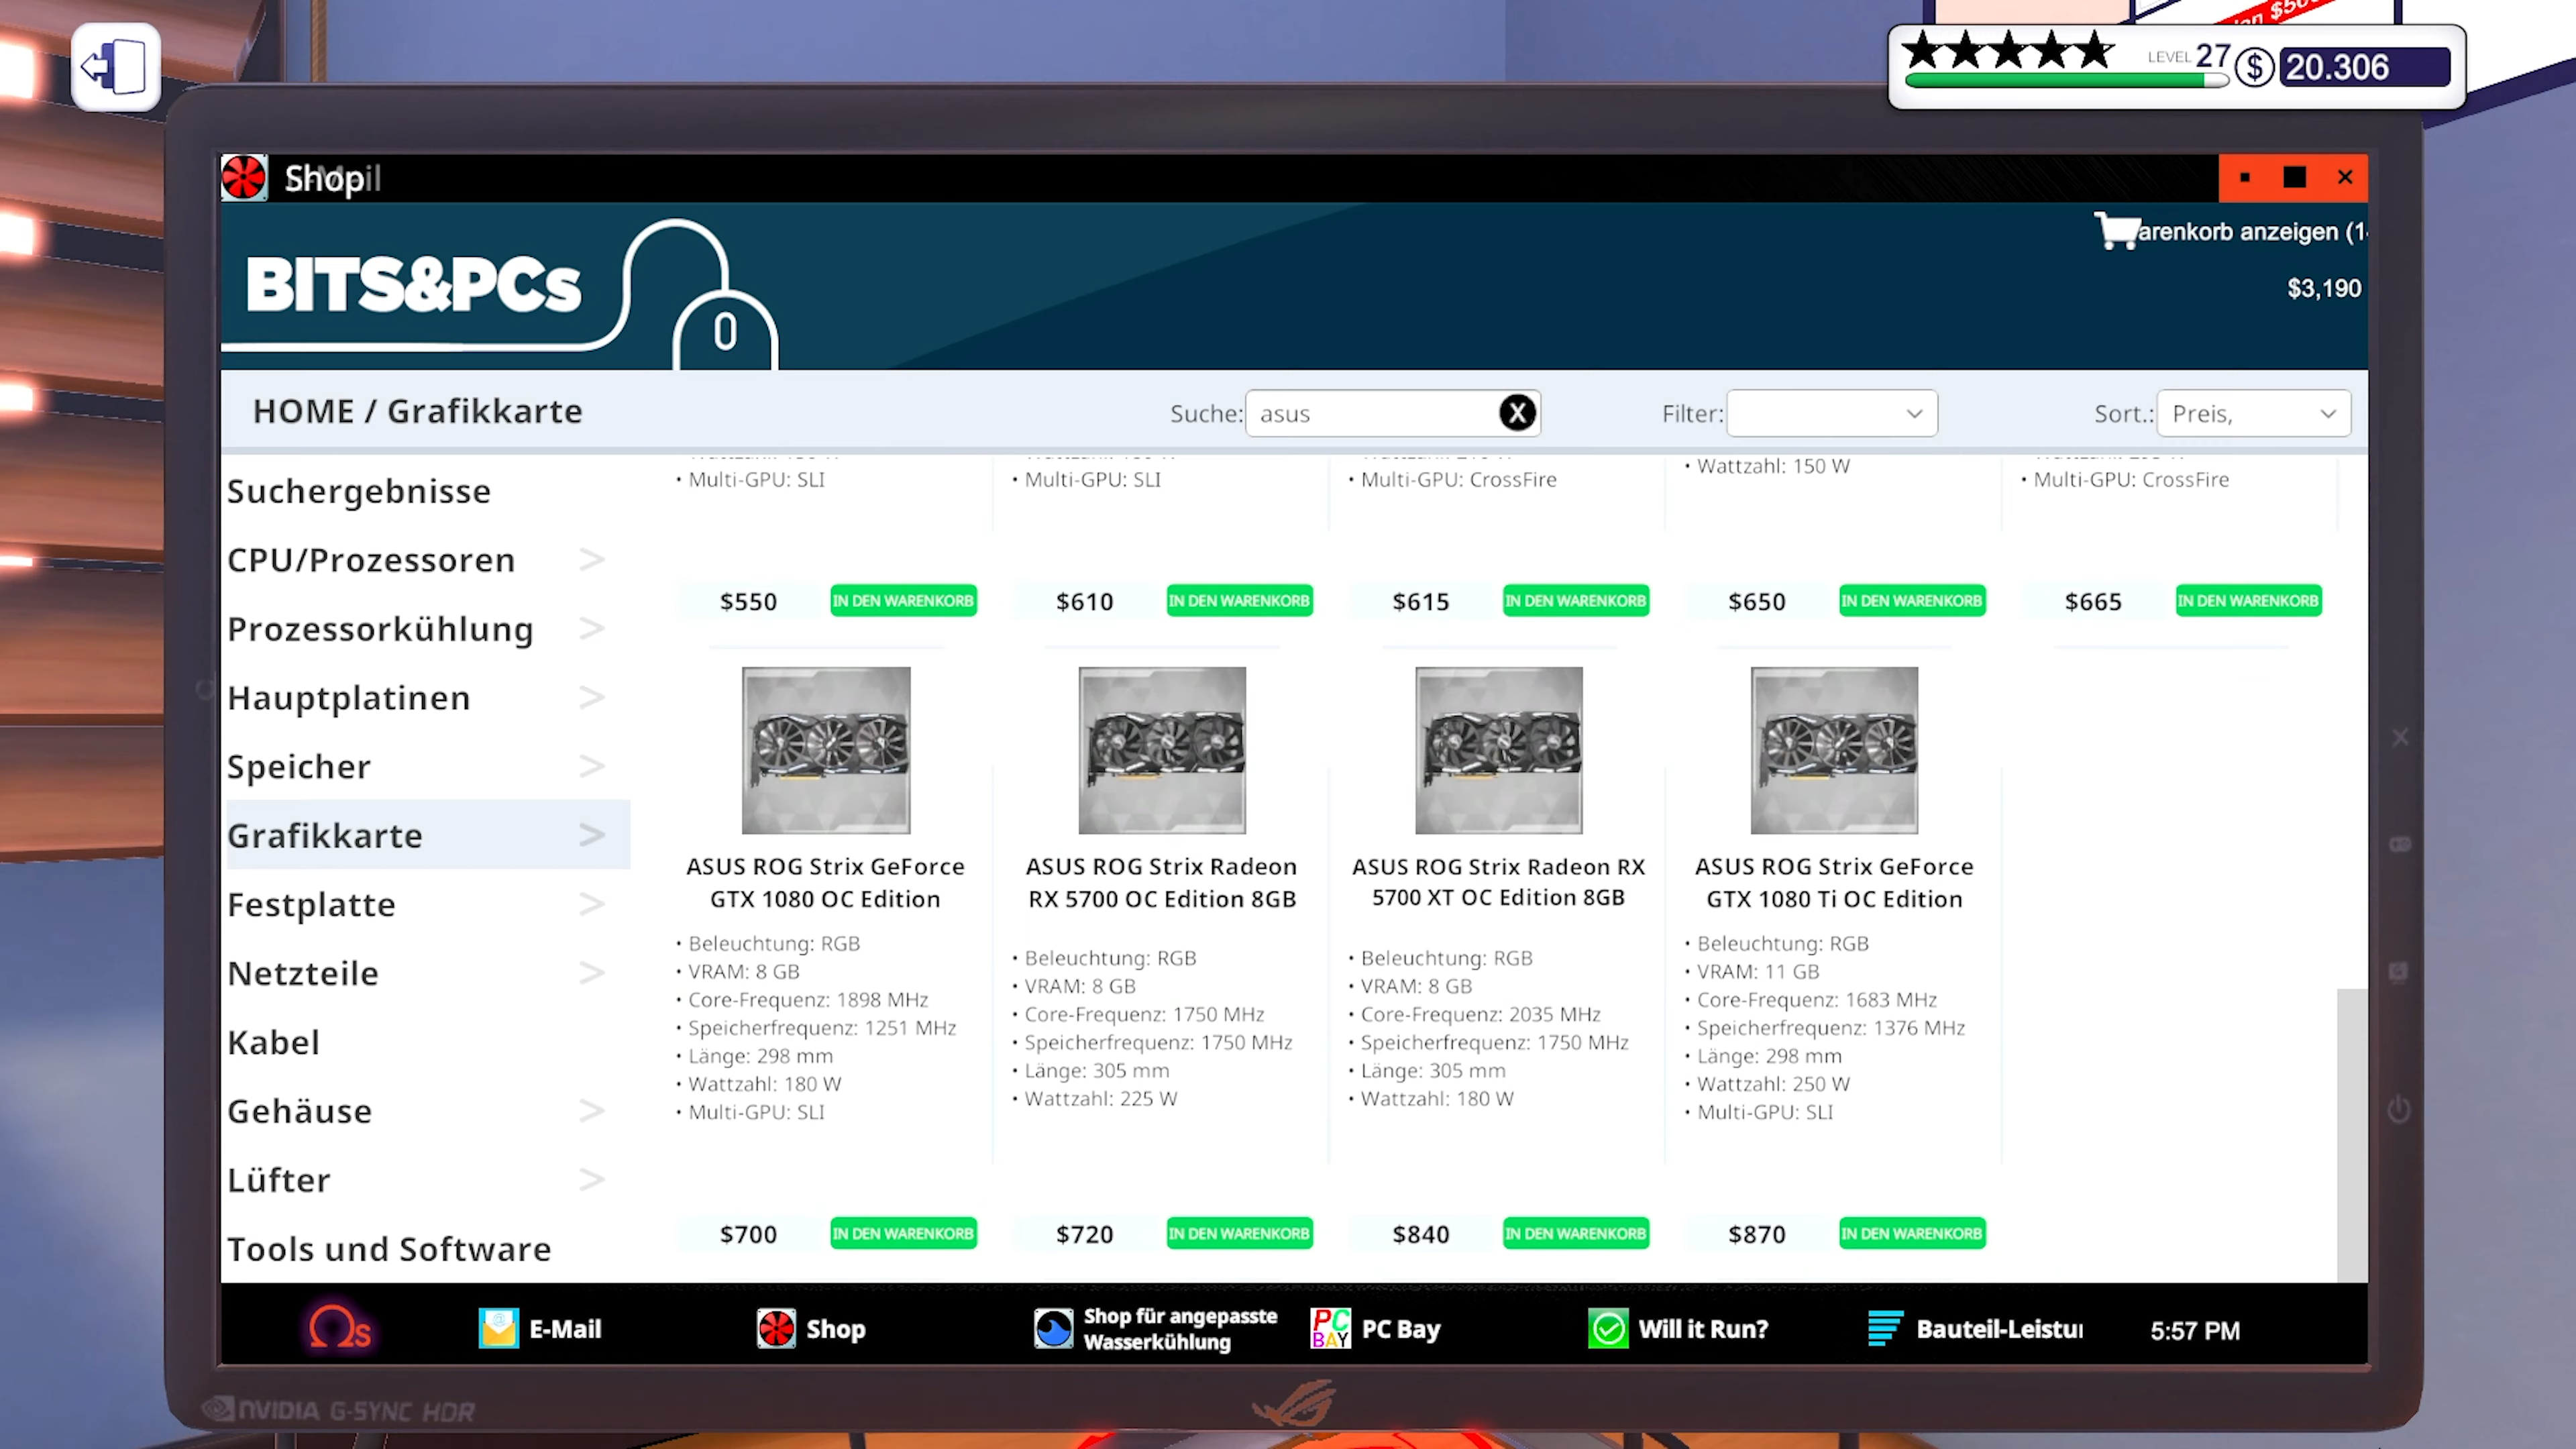 LEVEL 27 $ 20.306
Shop
BITS&PCs
arenkorb anzeigen (1
$3,190
HOME / Grafikkarte
Suche: asus X
Filter:
Sort.: Preis,
Suchergebnisse
CPU/Prozessoren >
Prozessorkühlung >
Hauptplatinen >
Speicher >
Grafikkarte >
Festplatte >
Netzteile >
Kabel
Gehäuse >
Lüfter >
Tools und Software
• Multi-GPU: SLI
$550 IN DEN WARENKORB
• Multi-GPU: SLI
$610 IN DEN WARENKORB
• Multi-GPU: CrossFire
$615 IN DEN WARENKORB
• Wattzahl: 150 W
$650 IN DEN WARENKORB
• Multi-GPU: CrossFire
$665 IN DEN WARENKORB
ASUS ROG Strix GeForce
GTX 1080 OC Edition
• Beleuchtung: RGB
• VRAM: 8 GB
• Core-Frequenz: 1898 MHz
• Speicherfrequenz: 1251 MHz
• Länge: 298 mm
• Wattzahl: 180 W
• Multi-GPU: SLI
$700 IN DEN WARENKORB
ASUS ROG Strix Radeon
RX 5700 OC Edition 8GB
• Beleuchtung: RGB
• VRAM: 8 GB
• Core-Frequenz: 1750 MHz
• Speicherfrequenz: 1750 MHz
• Länge: 305 mm
• Wattzahl: 225 W
$720 IN DEN WARENKORB
ASUS ROG Strix Radeon RX
5700 XT OC Edition 8GB
• Beleuchtung: RGB
• VRAM: 8 GB
• Core-Frequenz: 2035 MHz
• Speicherfrequenz: 1750 MHz
• Länge: 305 mm
• Wattzahl: 180 W
$840 IN DEN WARENKORB
ASUS ROG Strix GeForce
GTX 1080 Ti OC Edition
• Beleuchtung: RGB
• VRAM: 11 GB
• Core-Frequenz: 1683 MHz
• Speicherfrequenz: 1376 MHz
• Länge: 298 mm
• Wattzahl: 250 W
• Multi-GPU: SLI
$870 IN DEN WARENKORB
Ωs
E-Mail
Shop
Shop für angepasste
Wasserkühlung
PC BAY
PC Bay
Will it Run?
Bauteil-Leistu
5:57 PM
NVIDIA G-SYNC HDR